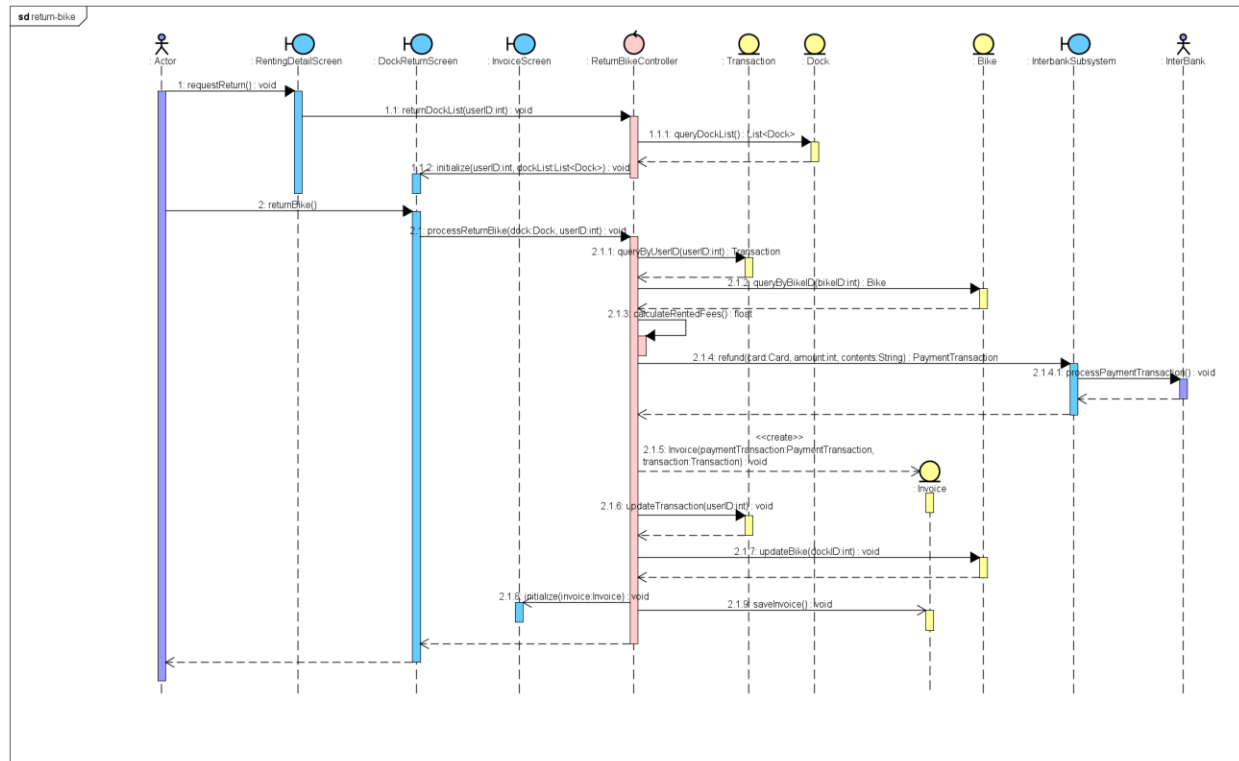 sd return-bike
: Actor
: RentingDetailScreen
: DockReturnScreen
: InvoiceScreen
: ReturnBikeController
: Transaction
: Dock
: Bike
: InterbankSubsystem
: InterBank
1: requestReturn() : void
1.1: returnDockList(userID:int) : void
1.1.1: queryDockList() : List<Dock>
1.1.2: initialize(userID:int, dockList:List<Dock>) : void
2: returnBike()
2.1: processReturnBike(dock:Dock, userID:int) : void
2.1.1: queryByUserID(userID:int) : Transaction
2.1.2: queryByBikeID(bikeID:int) : Bike
2.1.3: calculateRentedFees() : float
2.1.4: refund(card:Card, amount:int, contents:String) : PaymentTransaction
2.1.4.1: processPaymentTransaction() : void
<<create>>
2.1.5: Invoice(paymentTransaction:PaymentTransaction,
transaction:Transaction) : void
: Invoice
2.1.6: updateTransaction(userID:int) : void
2.1.7: updateBike(dockID:int) : void
2.1.8: initialize(invoice:Invoice) : void
2.1.9: saveInvoice() : void